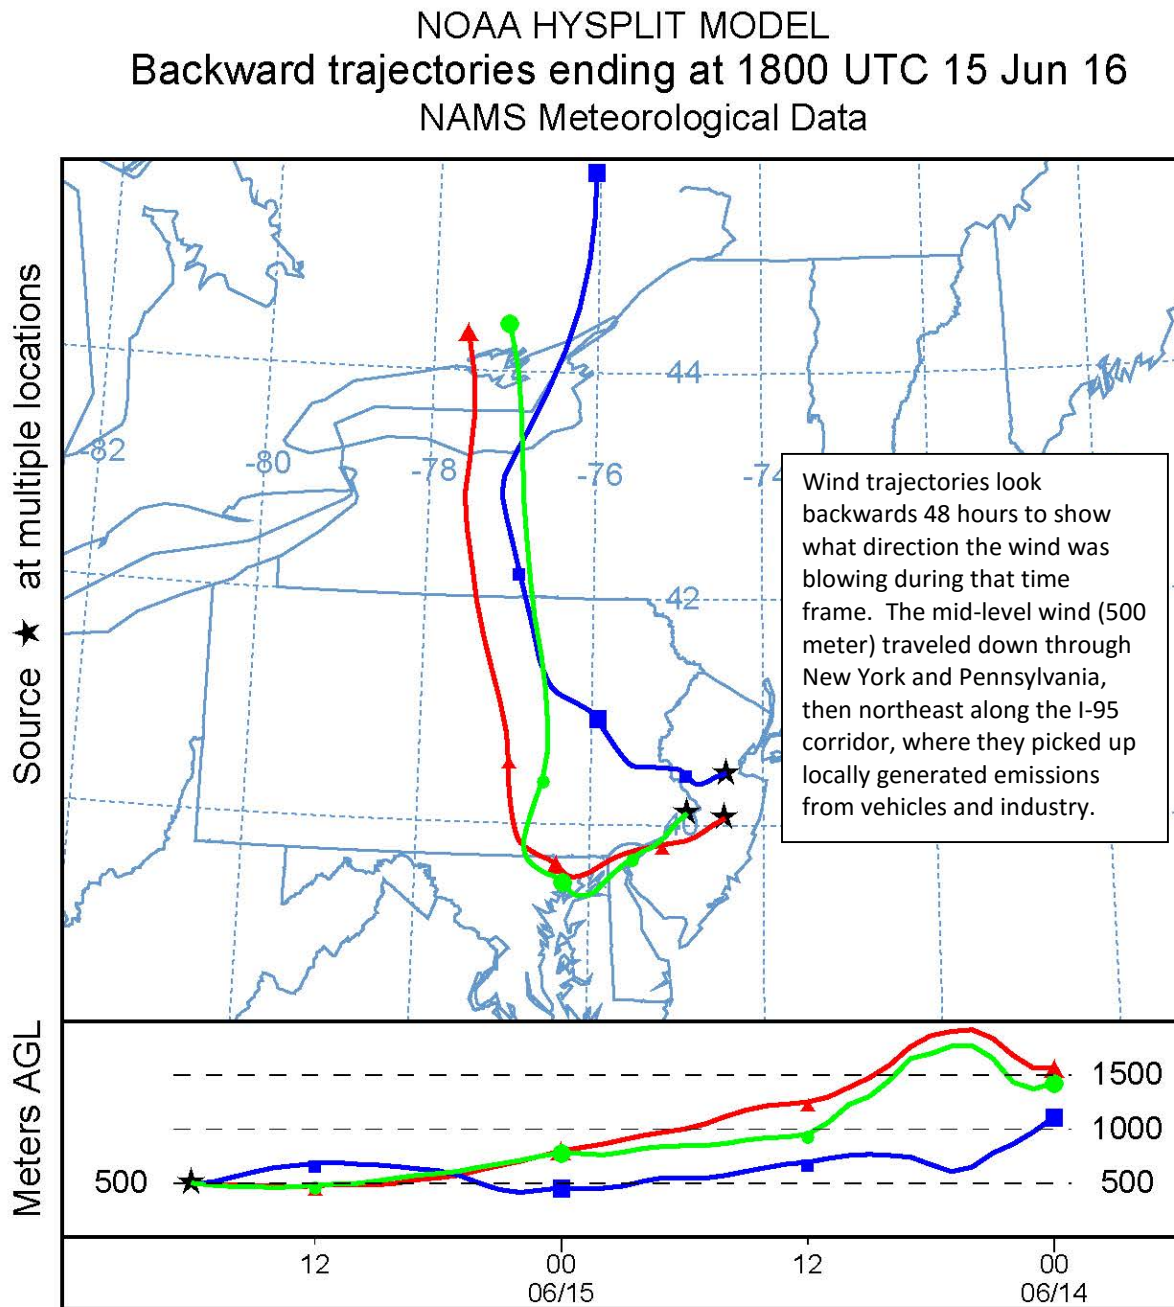 NOAA HYSPLIT MODEL
Backward trajectories ending at 1800 UTC 15 Jun 16
NAMS Meteorological Data
Source ★ at multiple locations
44
-82
-80
-78
-76
-74
42
40
Wind trajectories look
backwards 48 hours to show
what direction the wind was
blowing during that time
frame. The mid-level wind (500
meter) traveled down through
New York and Pennsylvania,
then northeast along the I-95
corridor, where they picked up
locally generated emissions
from vehicles and industry.
Meters AGL
1500
1000
500
500
12
00
12
00
06/15
06/14